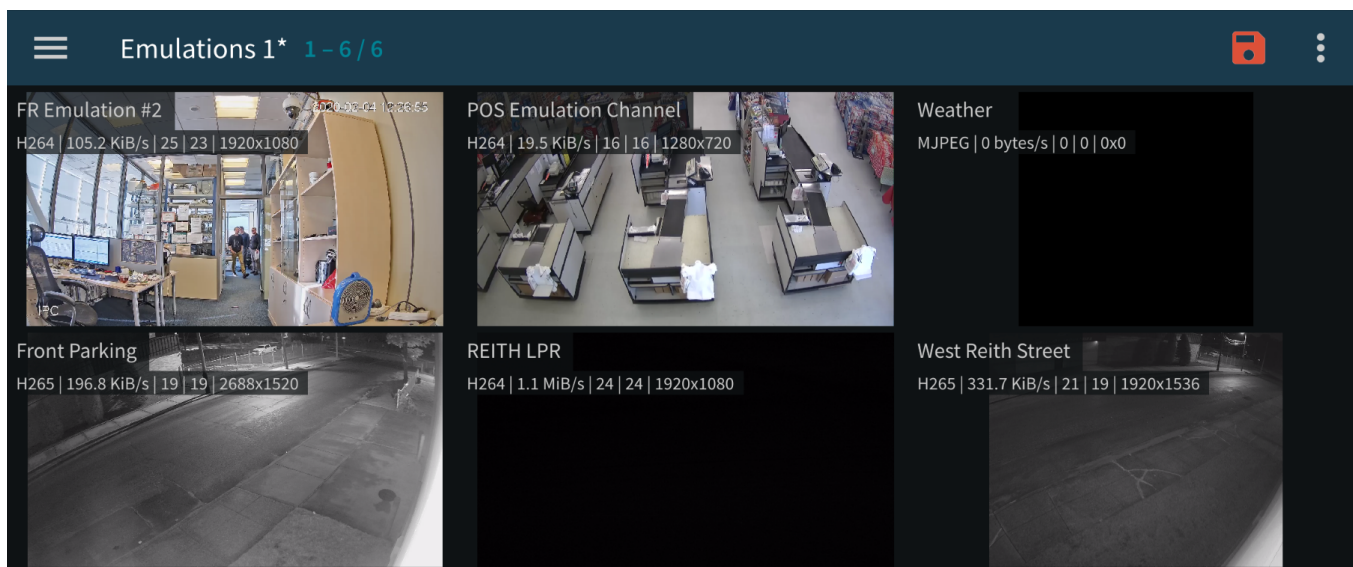 Emulations 1* 1 – 6 / 6
FR Emulation #2
H264 | 105.2 KiB/s | 25 | 23 | 1920x1080
IPC
POS Emulation Channel
H264 | 19.5 KiB/s | 16 | 16 | 1280x720
Weather
MJPEG | 0 bytes/s | 0 | 0 | 0x0
Front Parking
H265 | 196.8 KiB/s | 19 | 19 | 2688x1520
REITH LPR
H264 | 1.1 MiB/s | 24 | 24 | 1920x1080
West Reith Street
H265 | 331.7 KiB/s | 21 | 19 | 1920x1536